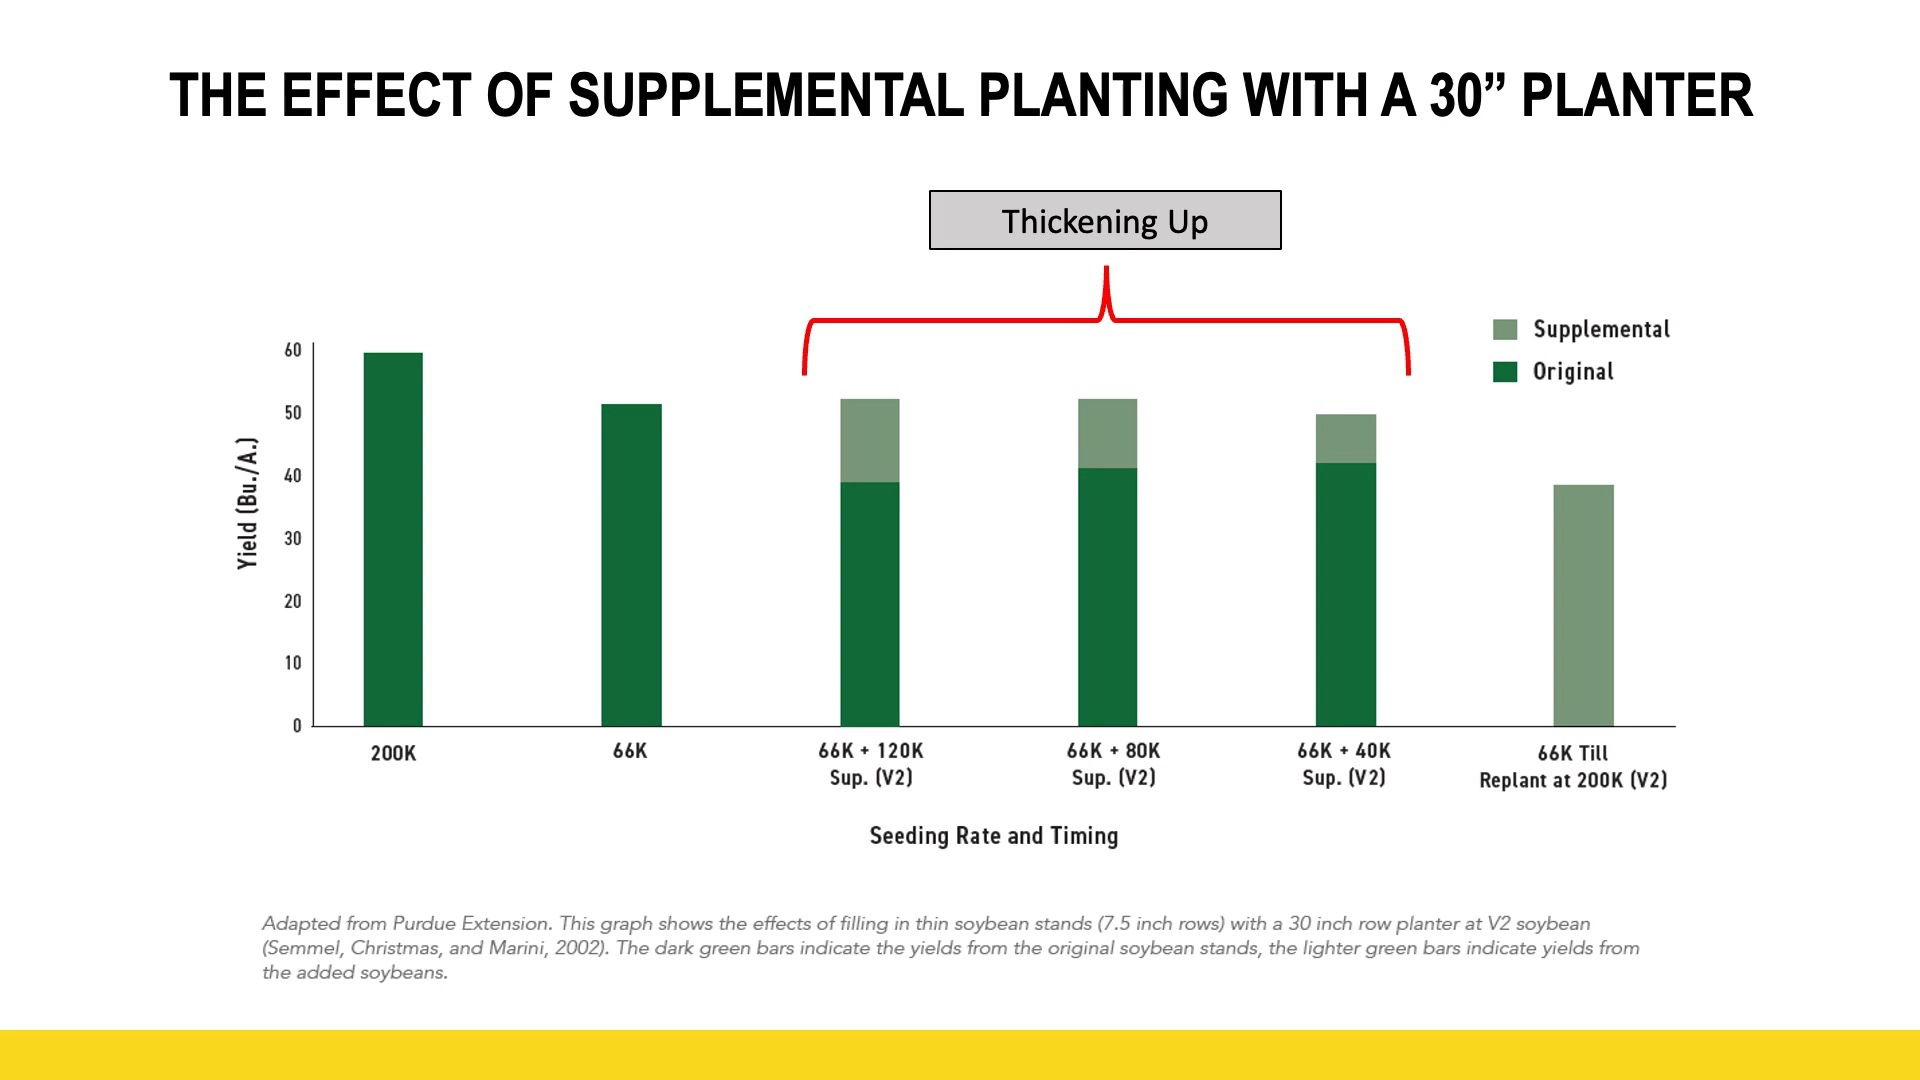 THE EFFECT OF SUPPLEMENTAL PLANTING WITH A 30” PLANTER
Thickening Up
Supplemental
Original
Yield (Bu./A.)
60
50
40
30
20
10
0
200K
66K
66K + 120K
Sup. (V2)
66K + 80K
Sup. (V2)
66K + 40K
Sup. (V2)
66K Till
Replant at 200K (V2)
Seeding Rate and Timing
Adapted from Purdue Extension. This graph shows the effects of filling in thin soybean stands (7.5 inch rows) with a 30 inch row planter at V2 soybean
(Semmel, Christmas, and Marini, 2002). The dark green bars indicate the yields from the original soybean stands, the lighter green bars indicate yields from
the added soybeans.